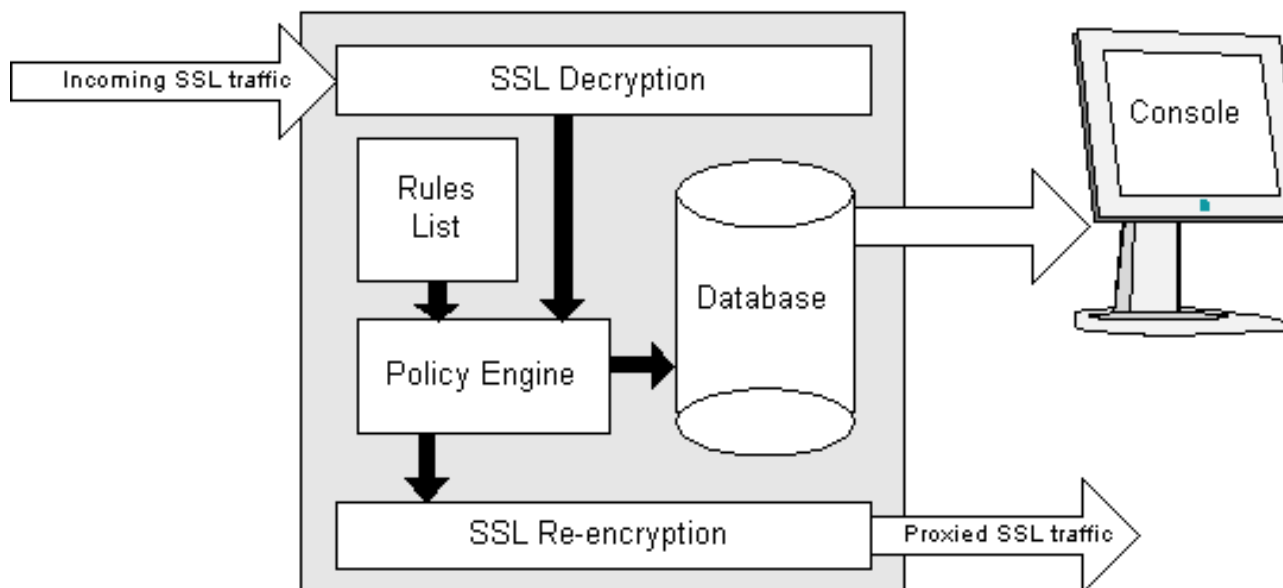 Incoming SSL traffic
SSL Decryption
Console
Rules
List
Database
Policy Engine
SSL Re-encryption
Proxied SSL traffic